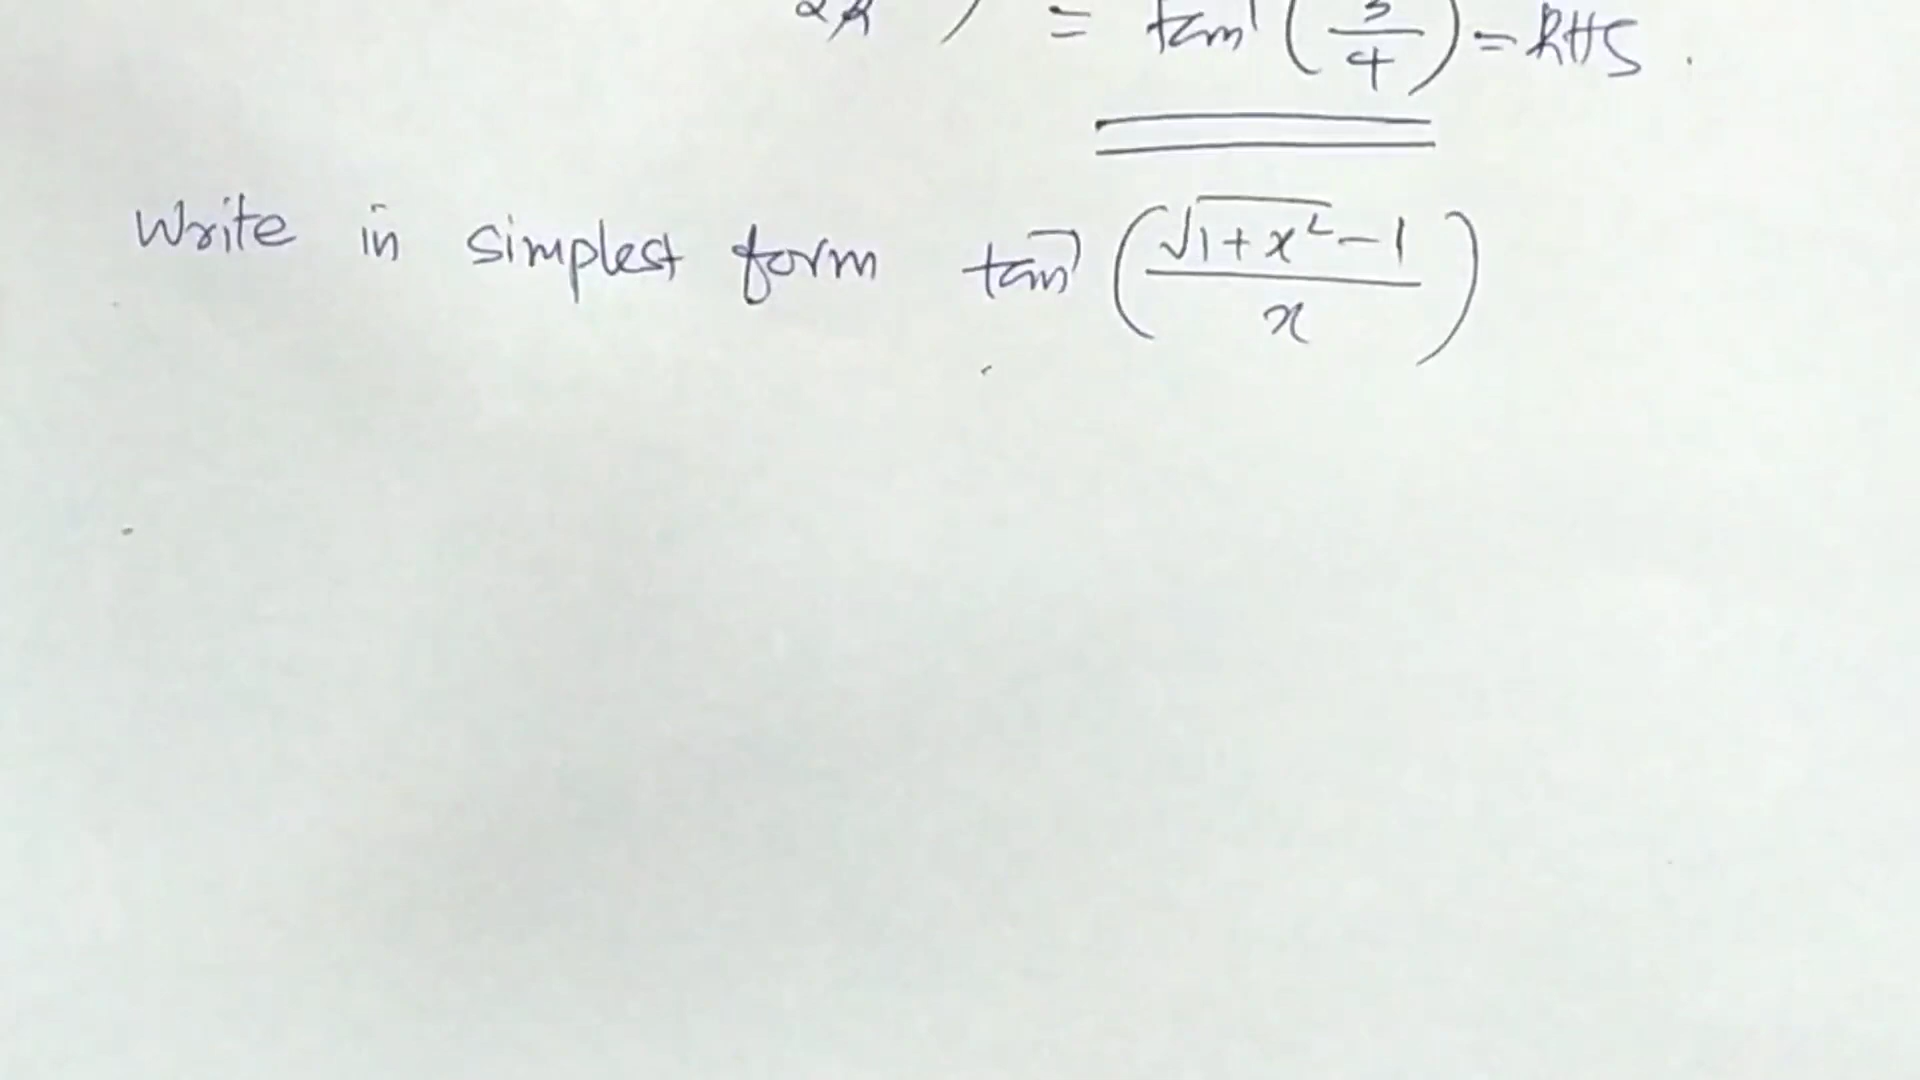 = tan⁻¹(3/4) = RHS.
Write in simplest form tan⁻¹((√(1+x²) − 1)/x)